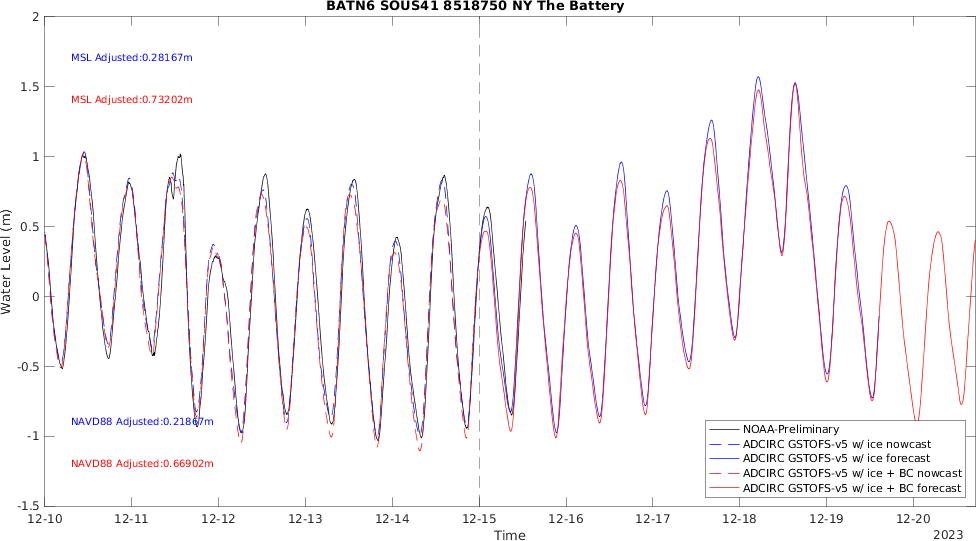 BATN6 SOUS41 8518750 NY The Battery
MSL Adjusted:0.28167m
MSL Adjusted:0.73202m
NAVD88 Adjusted:0.21867m
NAVD88 Adjusted:0.66902m
Water Level (m)
2
1.5
1
0.5
0
-0.5
-1
-1.5
NOAA-Preliminary
ADCIRC GSTOFS-v5 w/ ice nowcast
ADCIRC GSTOFS-v5 w/ ice forecast
ADCIRC GSTOFS-v5 w/ ice + BC nowcast
ADCIRC GSTOFS-v5 w/ ice + BC forecast
12-10 12-11 12-12 12-13 12-14 12-15 12-16 12-17 12-18 12-19 12-20
Time
2023